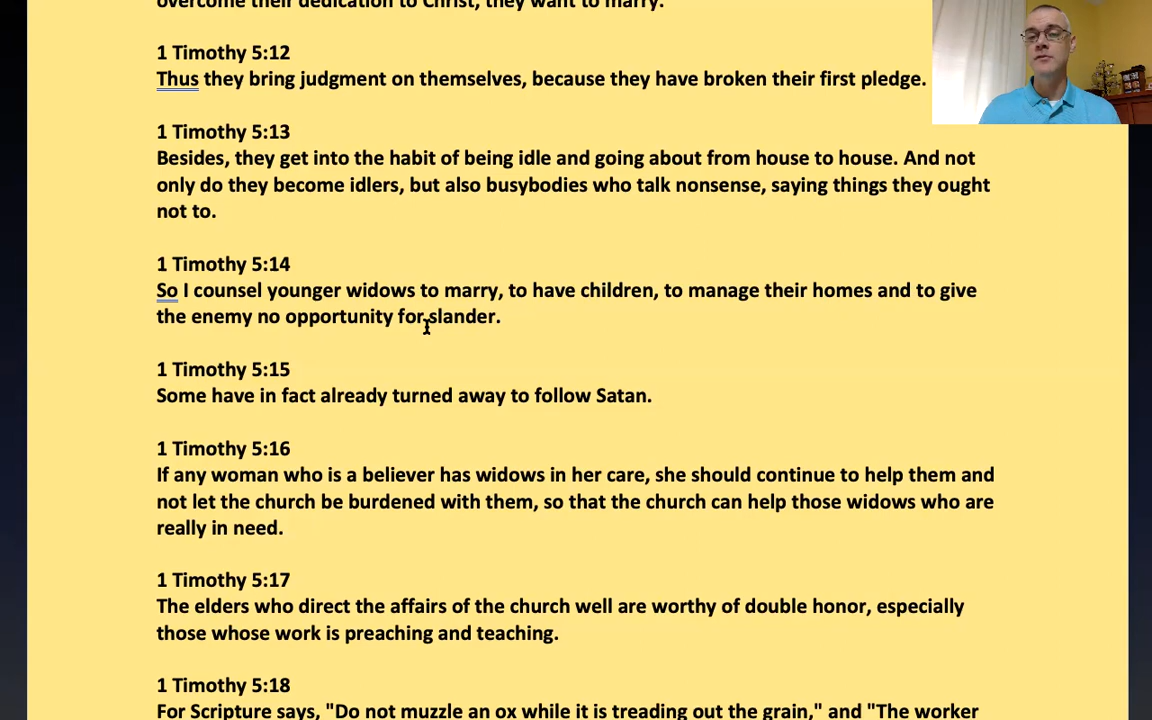 overcome their dedication to Christ, they want to marry.
1 Timothy 5:12
Thus they bring judgment on themselves, because they have broken their first pledge.
1 Timothy 5:13
Besides, they get into the habit of being idle and going about from house to house. And not
only do they become idlers, but also busybodies who talk nonsense, saying things they ought
not to.
1 Timothy 5:14
So I counsel younger widows to marry, to have children, to manage their homes and to give
the enemy no opportunity for slander.
1 Timothy 5:15
Some have in fact already turned away to follow Satan.
1 Timothy 5:16
If any woman who is a believer has widows in her care, she should continue to help them and
not let the church be burdened with them, so that the church can help those widows who are
really in need.
1 Timothy 5:17
The elders who direct the affairs of the church well are worthy of double honor, especially
those whose work is preaching and teaching.
1 Timothy 5:18
For Scripture says, "Do not muzzle an ox while it is treading out the grain," and "The worker